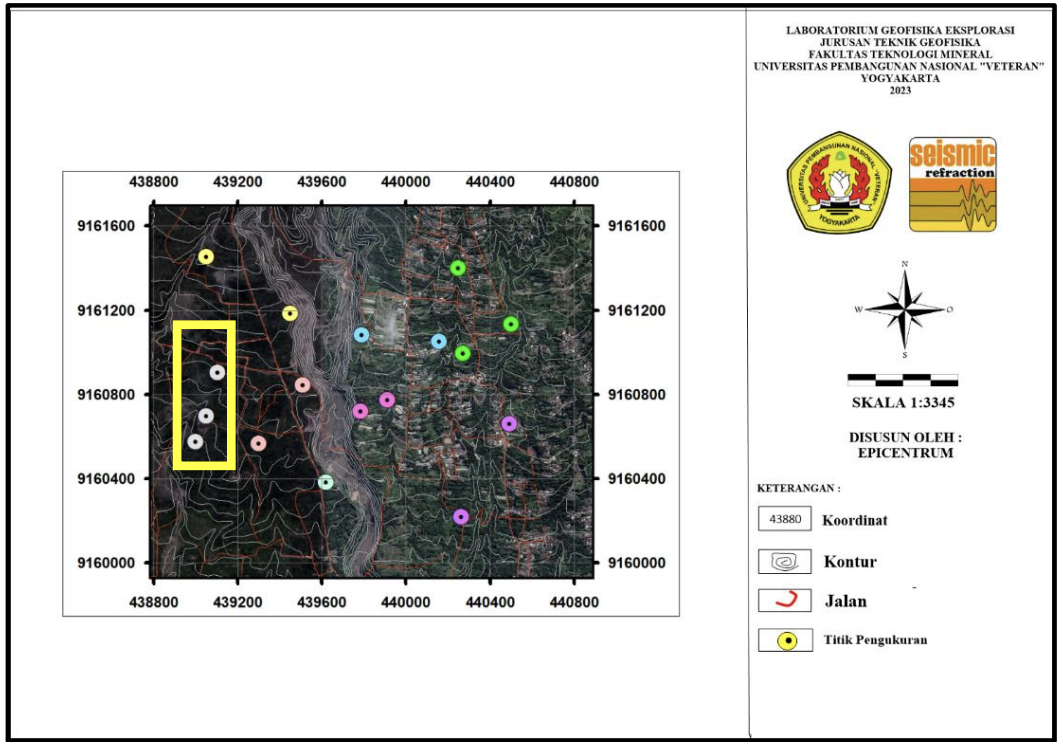 LABORATORIUM GEOFISIKA EKSPLORASI
JURUSAN TEKNIK GEOFISIKA
FAKULTAS TEKNOLOGI MINERAL
UNIVERSITAS PEMBANGUNAN NASIONAL "VETERAN"
YOGYAKARTA
2023
UNIVERSITAS PEMBANGUNAN NASIONAL "VETERAN"
YOGYAKARTA
seismic
refraction
438800 439200 439600 440000 440400 440800
9161600 9161600
9161200 9161200
9160800 9160800
9160400 9160400
9160000 9160000
438800 439200 439600 440000 440400 440800
N
W O
S
SKALA 1:3345
DISUSUN OLEH :
EPICENTRUM
KETERANGAN :
43880 Koordinat
Kontur
Jalan
Titik Pengukuran